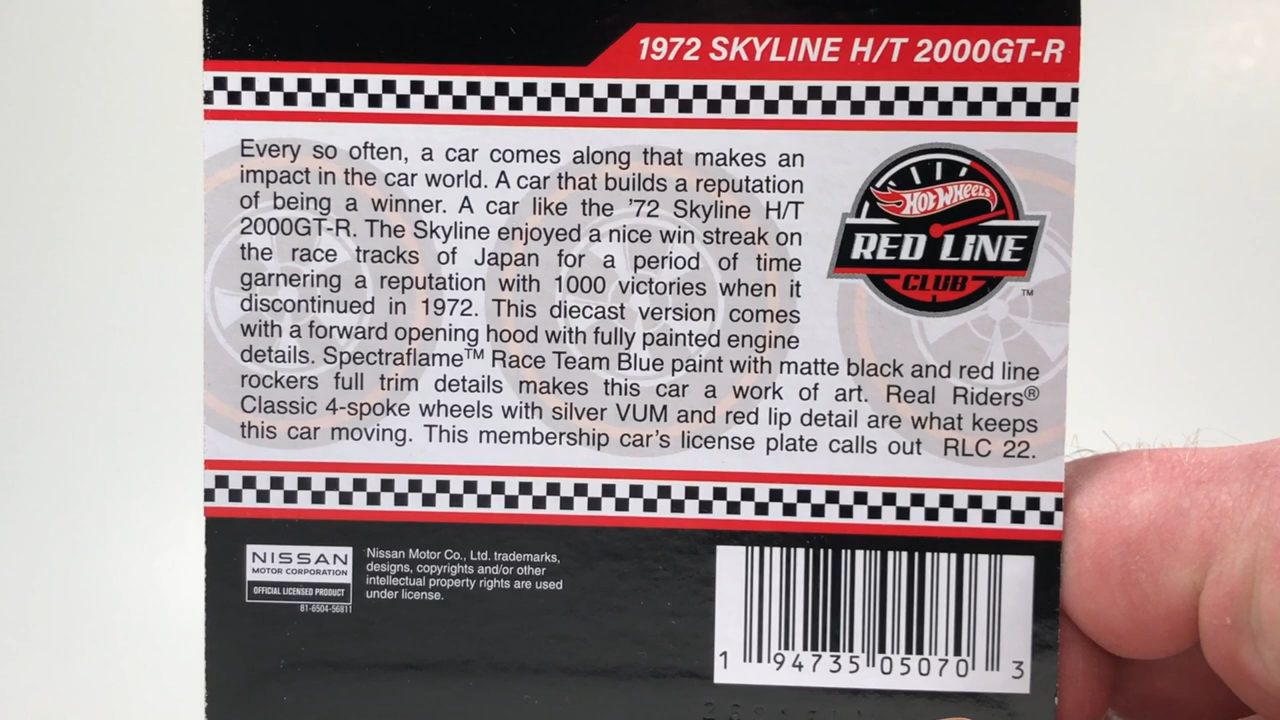 1972 SKYLINE H/T 2000GT-R
Every so often, a car comes along that makes an
impact in the car world. A car that builds a reputation
of being a winner. A car like the '72 Skyline H/T
2000GT-R. The Skyline enjoyed a nice win streak on
the race tracks of Japan for a period of time
garnering a reputation with 1000 victories when it
discontinued in 1972. This diecast version comes
with a forward opening hood with fully painted engine
details. Spectraflame™ Race Team Blue paint with matte black and red line
rockers full trim details makes this car a work of art. Real Riders®
Classic 4-spoke wheels with silver VUM and red lip detail are what keeps
this car moving. This membership car's license plate calls out RLC 22.
HOT WHEELS
RED LINE
CLUB™
NISSAN
MOTOR CORPORATION
OFFICIAL LICENSED PRODUCT
81-6504-56811
Nissan Motor Co., Ltd. trademarks,
designs, copyrights and/or other
intellectual property rights are used
under license.
1 94735 05070 3